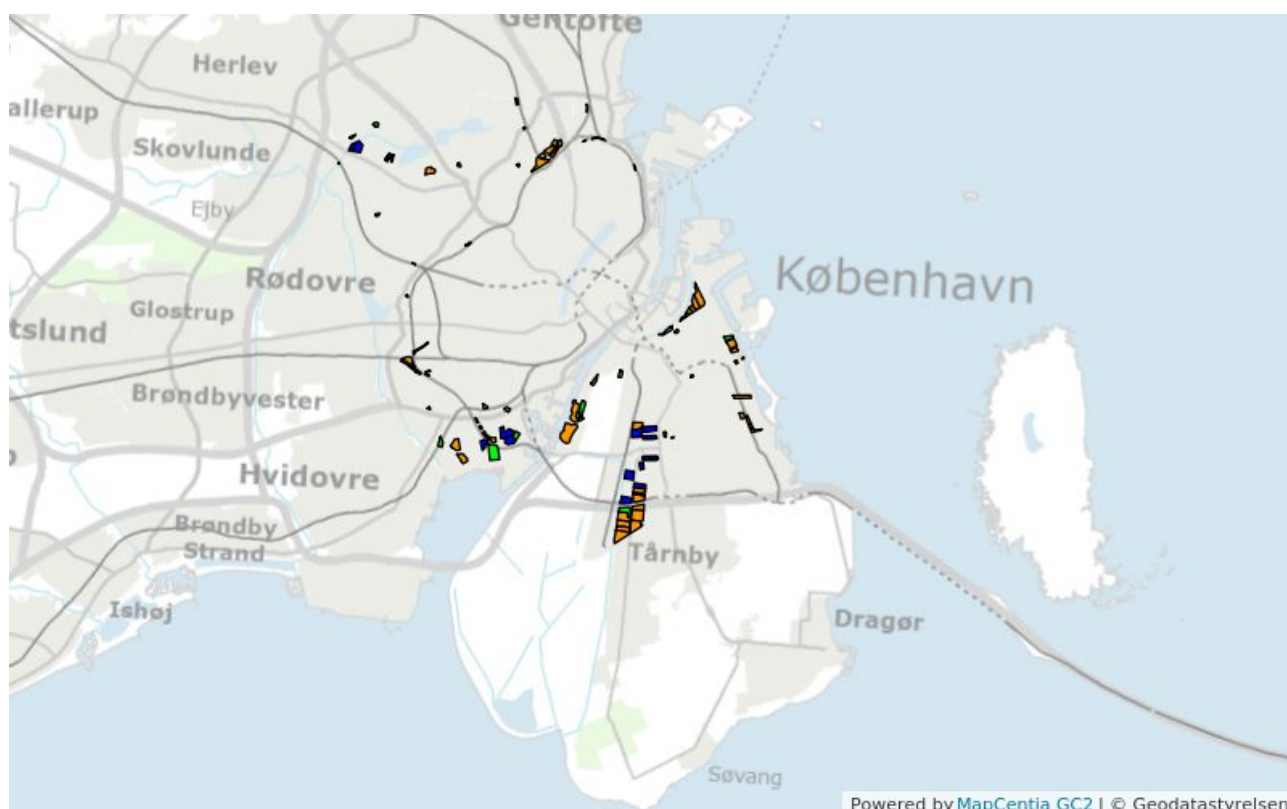 Gentofte
Herlev
allerup
Skovlunde
Ejby
København
Rødovre
Glostrup
tslund
Brøndbyvester
Hvidovre
Brøndby
Strand
Tårnby
Ishøj
Dragør
Søvang
Powered by MapCentia GC2 | © Geodatastyrelsen